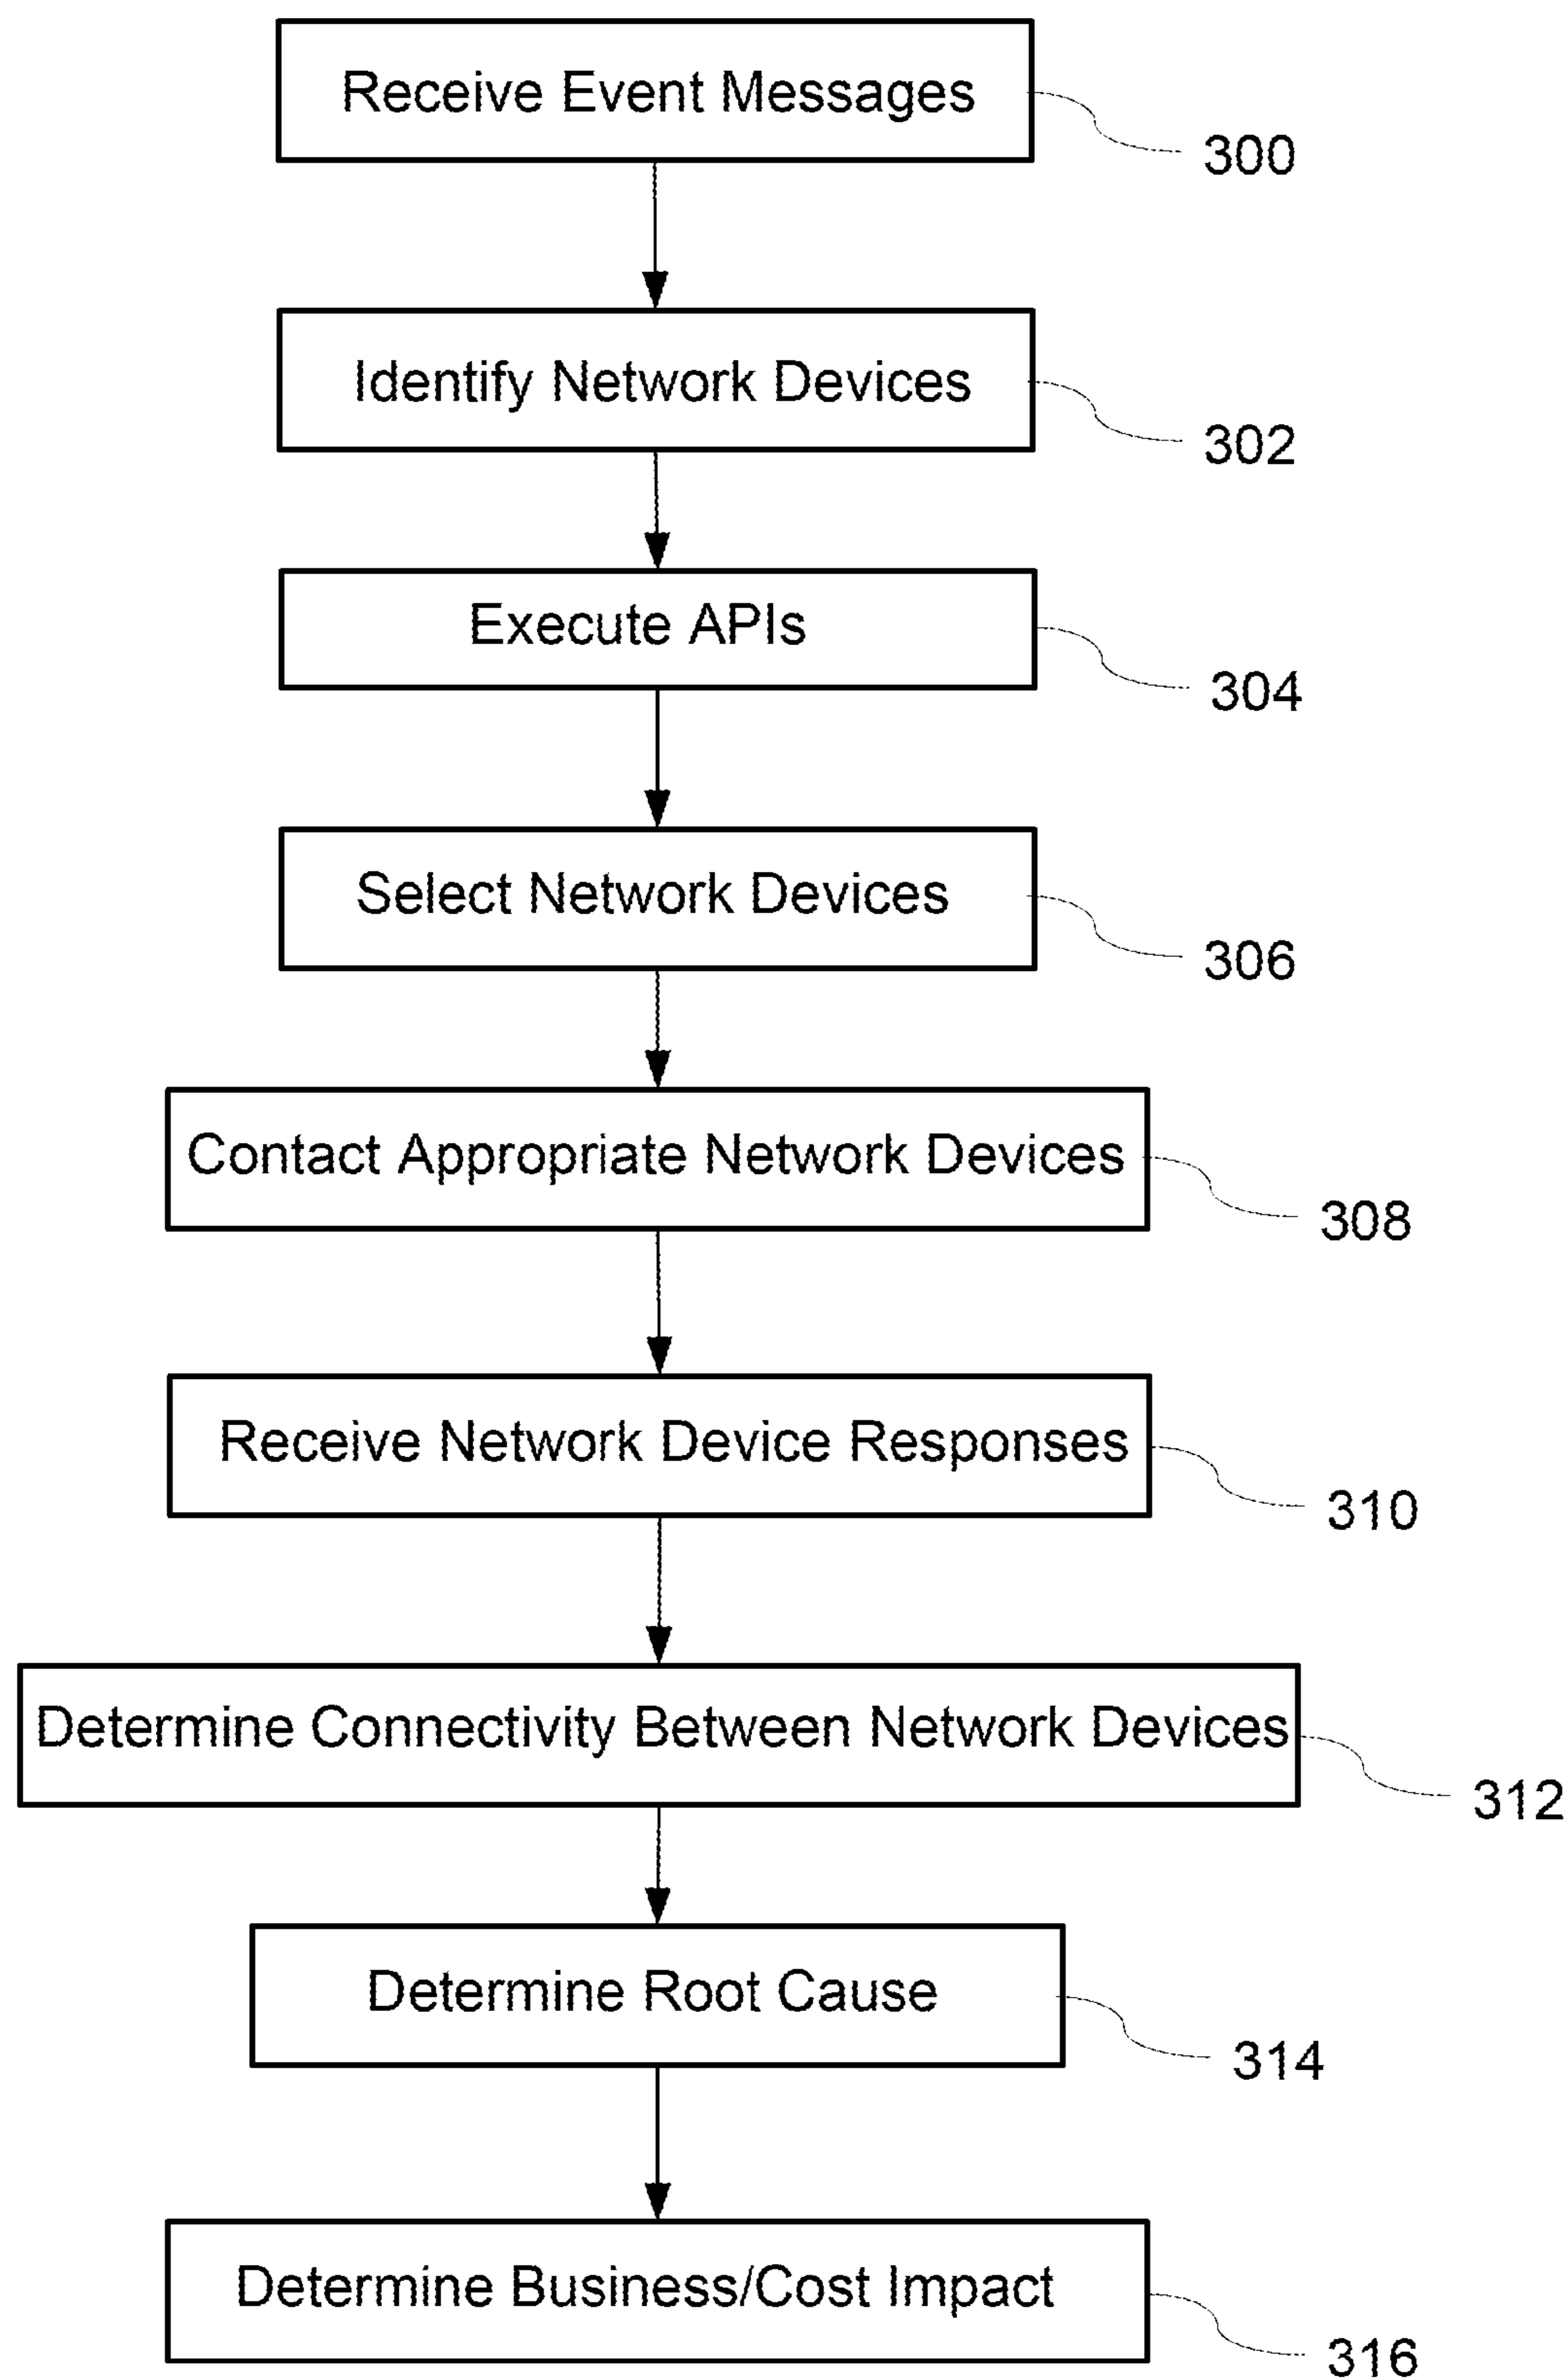 Receive Event Messages
300
Identify Network Devices
302
Execute APIs
304
Select Network Devices
306
Contact Appropriate Network Devices
308
Receive Network Device Responses
310
Determine Connectivity Between Network Devices
312
Determine Root Cause
314
Determine Business/Cost Impact
316